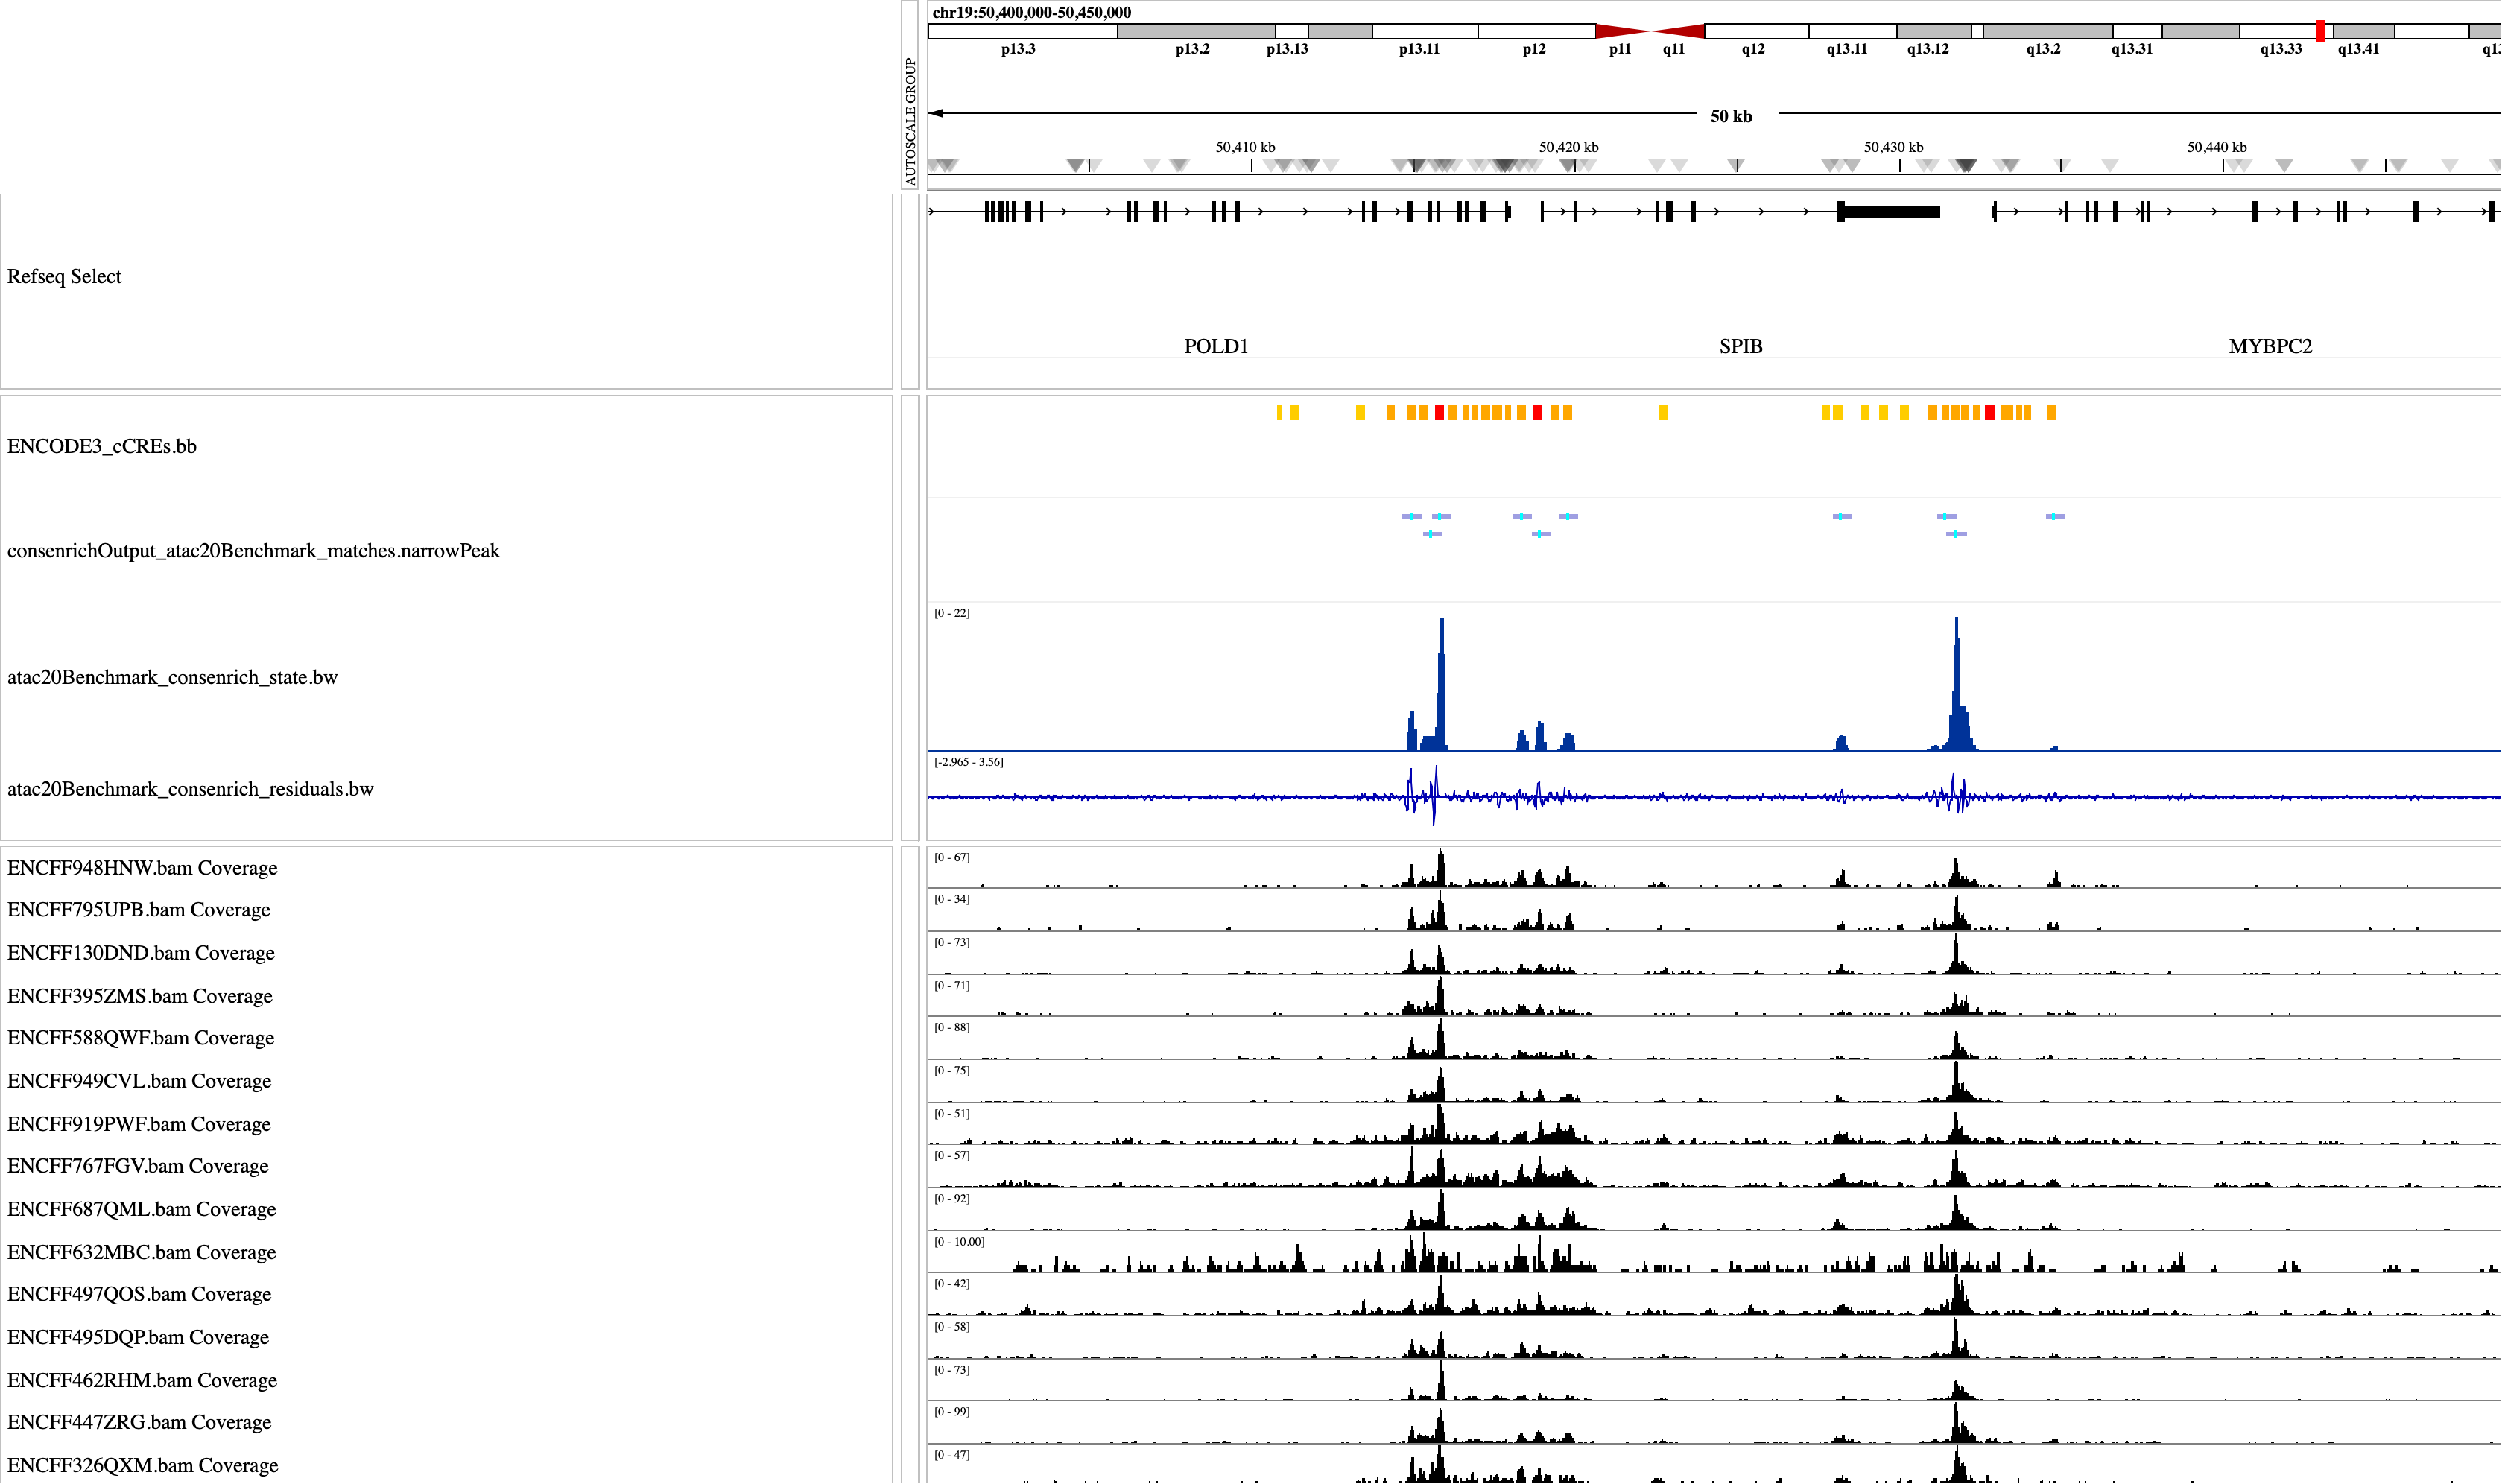 chr19:50,400,000-50,450,000
p13.3 p13.2 p13.13 p13.11 p12 p11 q11 q12 q13.11 q13.12 q13.2 q13.31 q13.33 q13.41
AUTOSCALE GROUP
50 kb
50,410 kb 50,420 kb 50,430 kb 50,440 kb
Refseq Select
POLD1 SPIB MYBPC2
ENCODE3_cCREs.bb
consenrichOutput_atac20Benchmark_matches.narrowPeak
[0 - 22]
atac20Benchmark_consenrich_state.bw
[-2.965 - 3.56]
atac20Benchmark_consenrich_residuals.bw
ENCFF948HNW.bam Coverage [0 - 67]
ENCFF795UPB.bam Coverage [0 - 34]
ENCFF130DND.bam Coverage [0 - 73]
ENCFF395ZMS.bam Coverage [0 - 71]
ENCFF588QWF.bam Coverage [0 - 88]
ENCFF949CVL.bam Coverage [0 - 75]
ENCFF919PWF.bam Coverage [0 - 51]
ENCFF767FGV.bam Coverage [0 - 57]
ENCFF687QML.bam Coverage [0 - 92]
ENCFF632MBC.bam Coverage [0 - 10.00]
ENCFF497QOS.bam Coverage [0 - 42]
ENCFF495DQP.bam Coverage [0 - 58]
ENCFF462RHM.bam Coverage [0 - 73]
ENCFF447ZRG.bam Coverage [0 - 99]
ENCFF326QXM.bam Coverage [0 - 47]